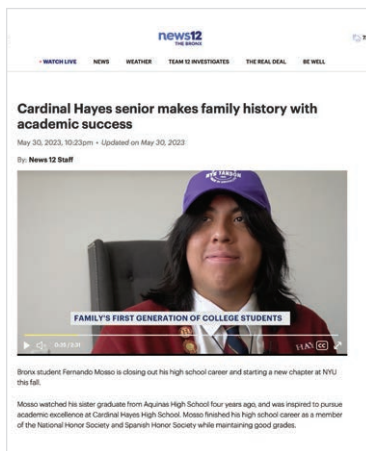 news12
THE BRONX
• WATCH LIVE NEWS WEATHER TEAM 12 INVESTIGATES THE REAL DEAL BE WELL
Cardinal Hayes senior makes family history with
academic success
May 30, 2023, 10:23pm • Updated on May 30, 2023
By: News 12 Staff
NYU TANDON
FAMILY'S FIRST GENERATION OF COLLEGE STUDENTS
HAY
CC
Bronx student Fernando Mosso is closing out his high school career and starting a new chapter at NYU
this fall.
Mosso watched his sister graduate from Aquinas High School four years ago, and was inspired to pursue
academic excellence at Cardinal Hayes High School. Mosso finished his high school career as a member
of the National Honor Society and Spanish Honor Society while maintaining good grades.